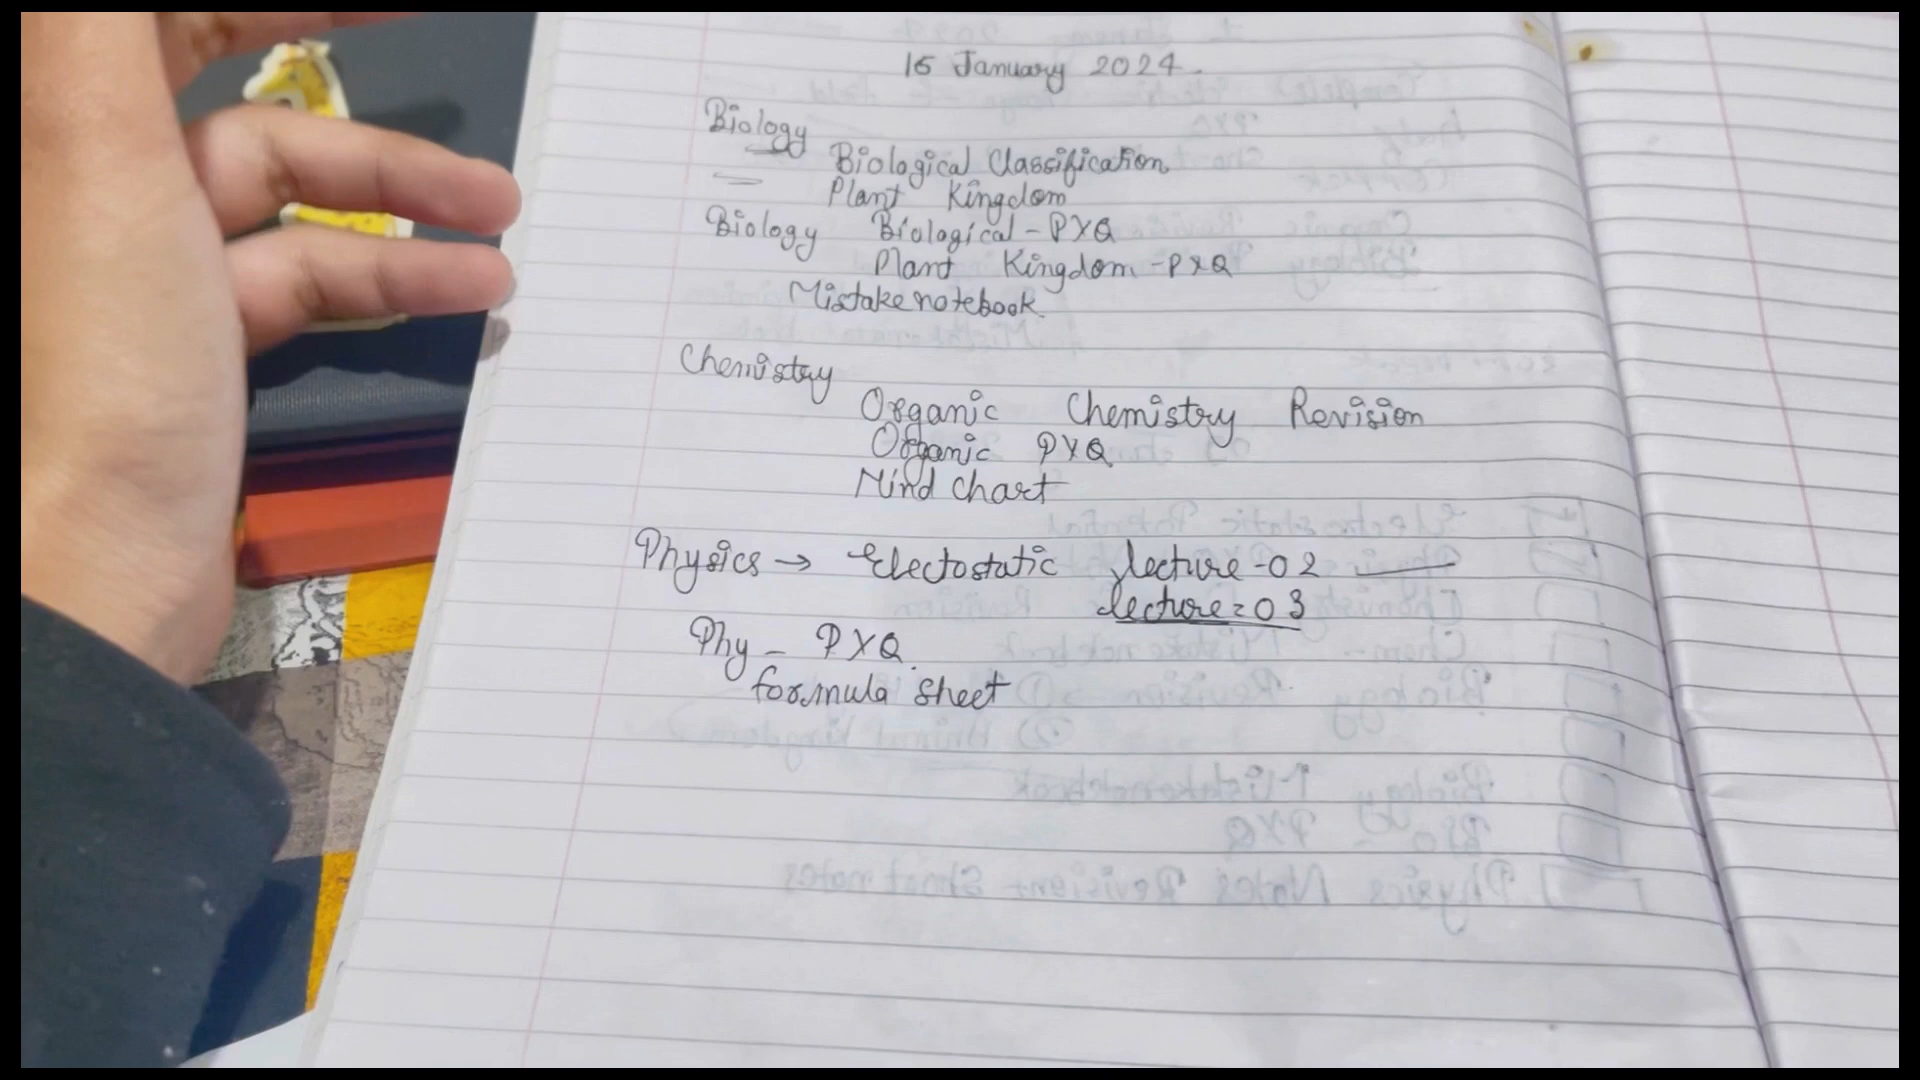 15 January 2024.
Biology
Biological Classification
Plant Kingdom
Biology Biological - PYQ
Plant Kingdom - PYQ
Mistake notebook
Chemistry
Organic Chemistry Revision
Organic PYQ
Mind chart
Physics → Electostatic lecture - 02
lecture = 03
Phy - PYQ.
formula sheet